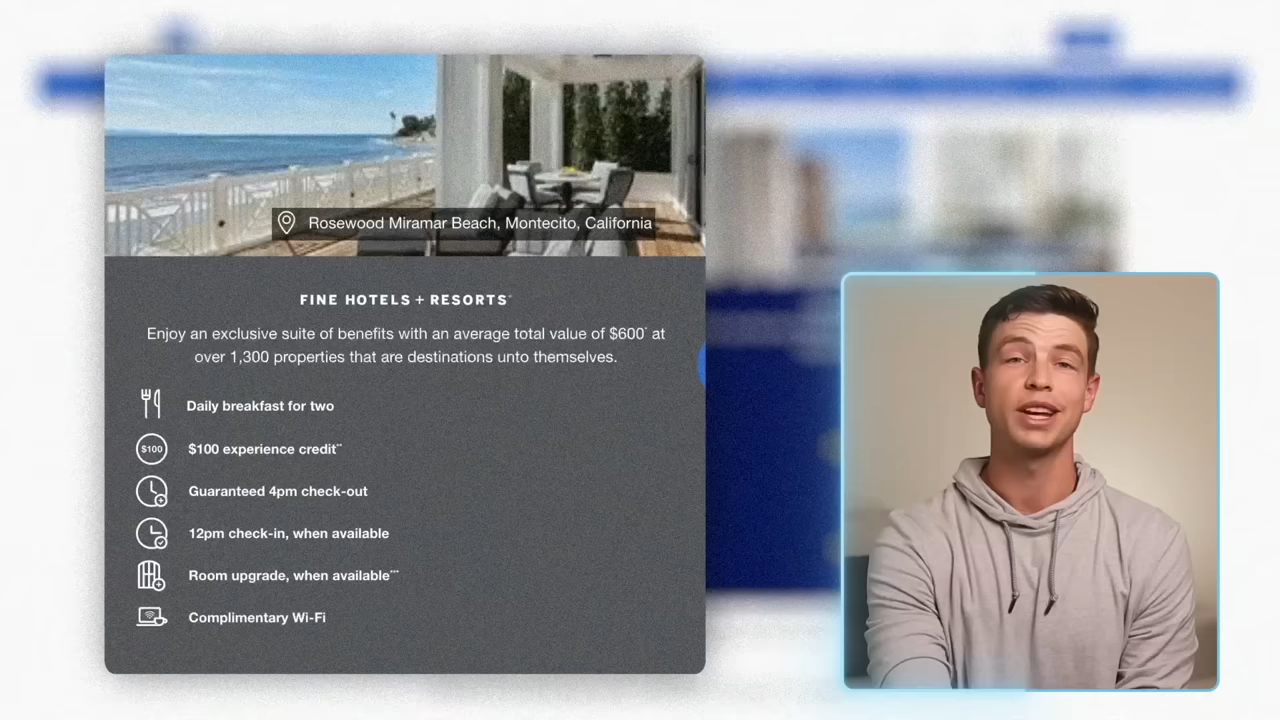 Rosewood Miramar Beach, Montecito, California
FINE HOTELS + RESORTS®
Enjoy an exclusive suite of benefits with an average total value of $600* at
over 1,300 properties that are destinations unto themselves.
Daily breakfast for two
$100
$100 experience credit**
Guaranteed 4pm check-out
12pm check-in, when available
Room upgrade, when available***
Complimentary Wi-Fi